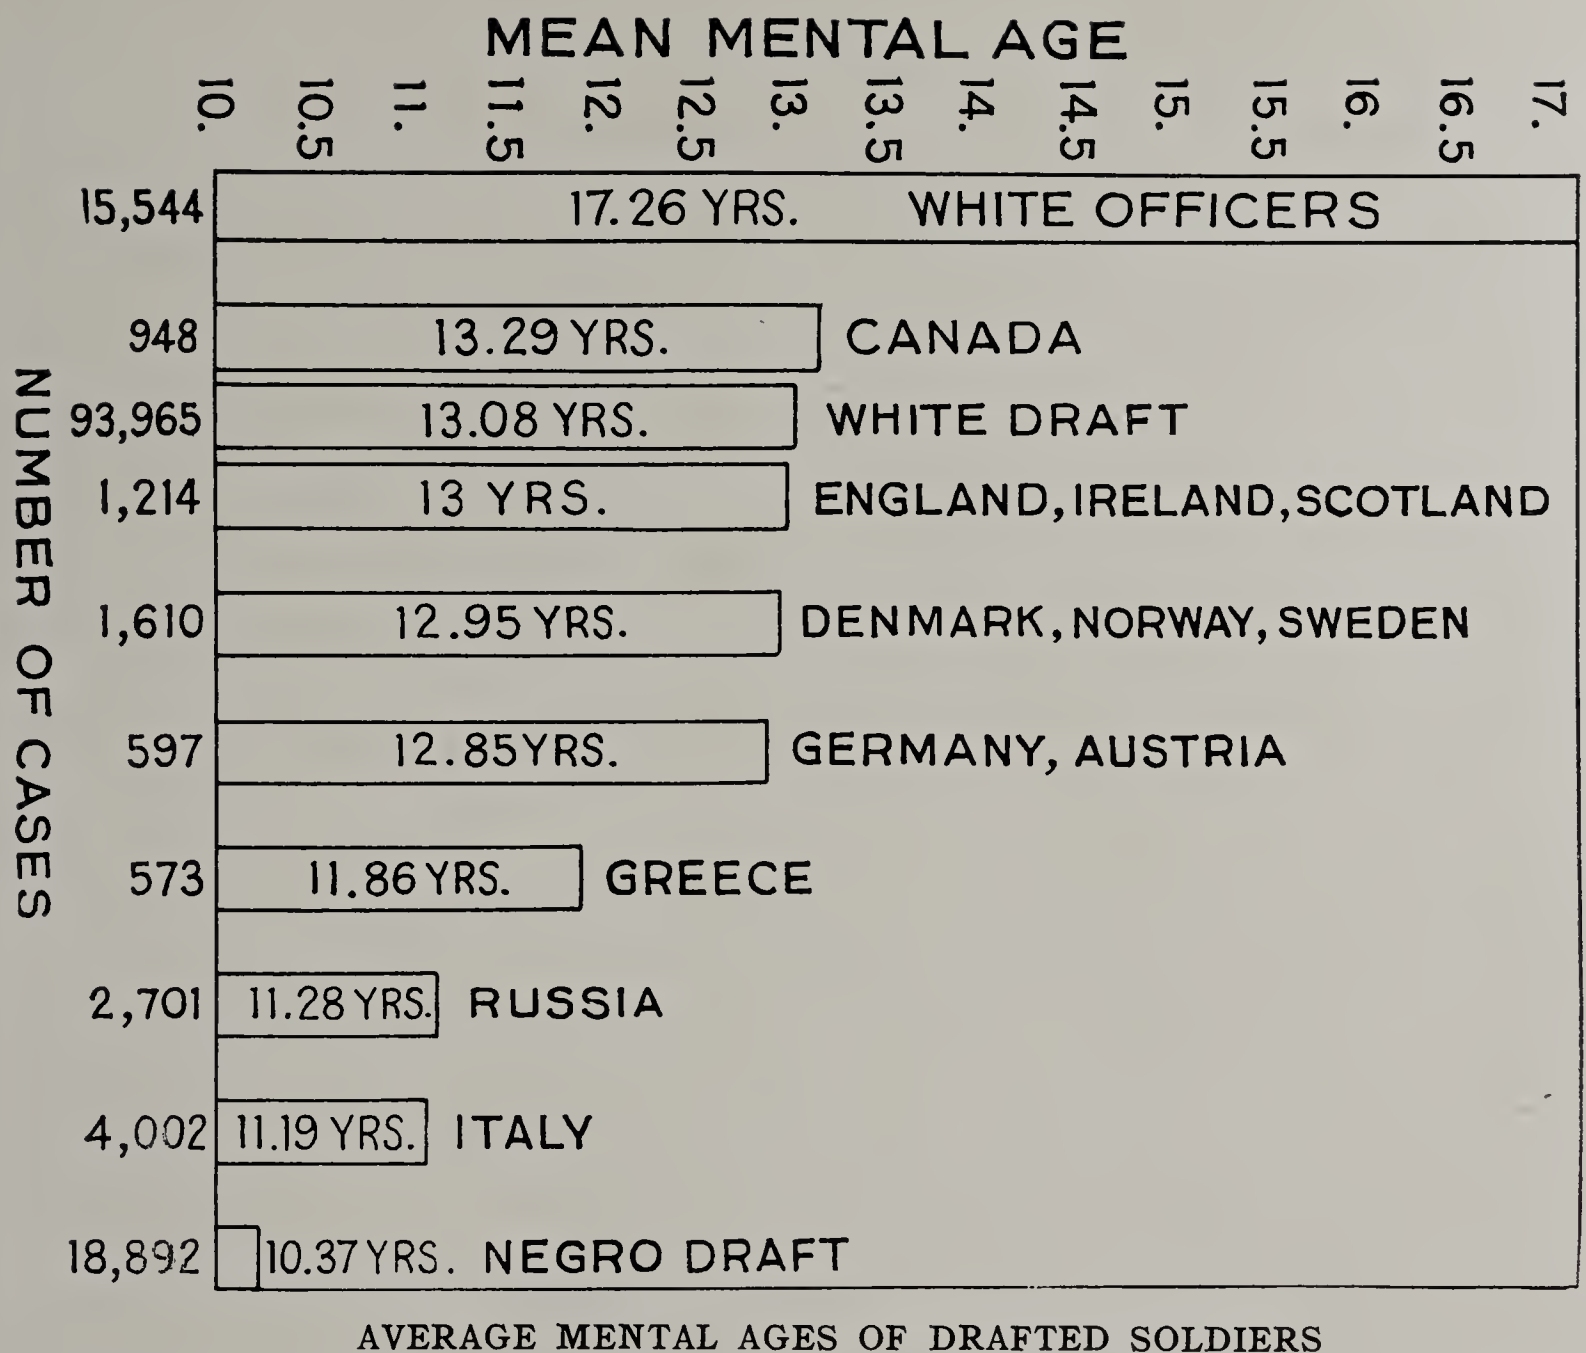 MEAN MENTAL AGE
10. 10.5 11. 11.5 12. 12.5 13. 13.5 14. 14.5 15. 15.5 16. 16.5 17.
NUMBER OF CASES
15,544 17.26 YRS. WHITE OFFICERS
948 13.29 YRS. CANADA
93,965 13.08 YRS. WHITE DRAFT
1,214 13 YRS. ENGLAND, IRELAND, SCOTLAND
1,610 12.95 YRS. DENMARK, NORWAY, SWEDEN
597 12.85 YRS. GERMANY, AUSTRIA
573 11.86 YRS. GREECE
2,701 11.28 YRS. RUSSIA
4,002 11.19 YRS. ITALY
18,892 10.37 YRS. NEGRO DRAFT
AVERAGE MENTAL AGES OF DRAFTED SOLDIERS